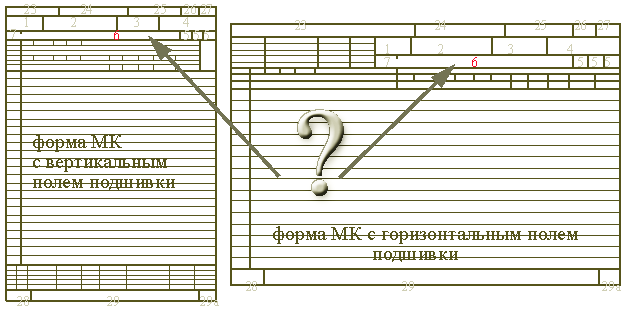 23 24 25 26 27
1 2 3 4
7 6 5 5 5
форма МК
с вертикальным
полем подшивки
28 29 29а
23 24 25 26 27
1 2 3 4
7 6 5 5 5
?
форма МК с горизонтальным полем
подшивки
28 29 29а